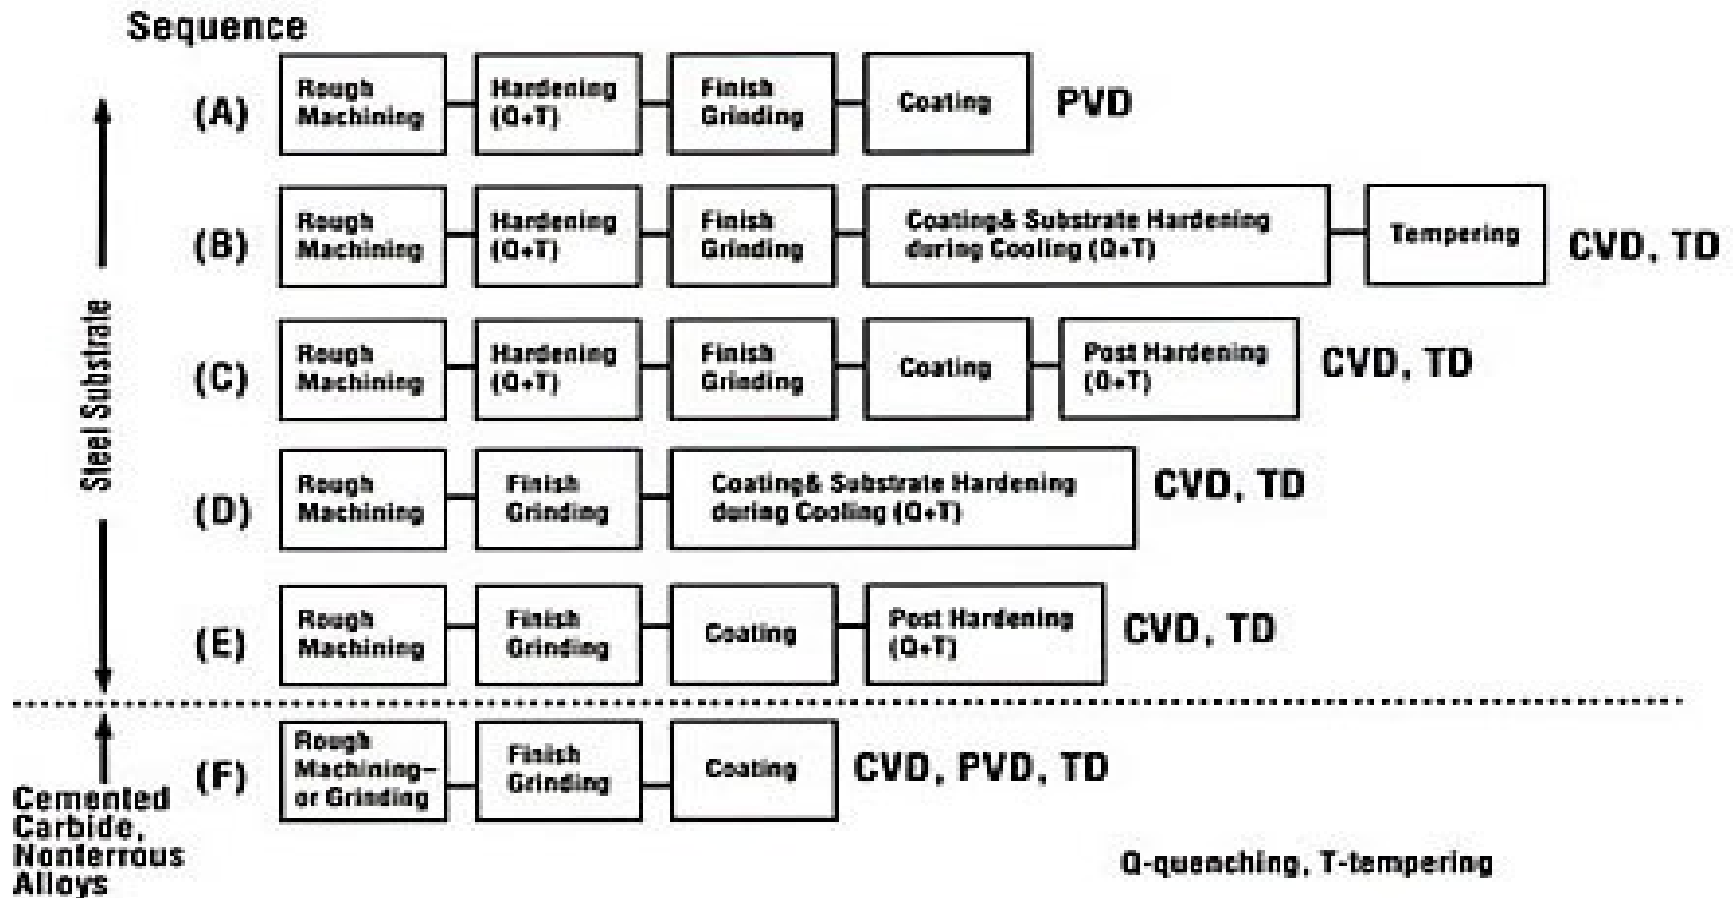 Sequence
Steel Substrate
(A)
Rough
Machining
Hardening
(Q+T)
Finish
Grinding
Coating
PVD
(B)
Rough
Machining
Hardening
(Q+T)
Finish
Grinding
Coating& Substrate Hardening
during Cooling (Q+T)
Tempering
CVD, TD
(C)
Rough
Machining
Hardening
(Q+T)
Finish
Grinding
Coating
Post Hardening
(Q+T)
CVD, TD
(D)
Rough
Machining
Finish
Grinding
Coating& Substrate Hardening
during Cooling (Q+T)
CVD, TD
(E)
Rough
Machining
Finish
Grinding
Coating
Post Hardening
(Q+T)
CVD, TD
Cemented
Carbide,
Nonterrous
Alloys
(F)
Rough
Machining–
or Grinding
Finish
Grinding
Coating
CVD, PVD, TD
Q-quenching, T-tempering